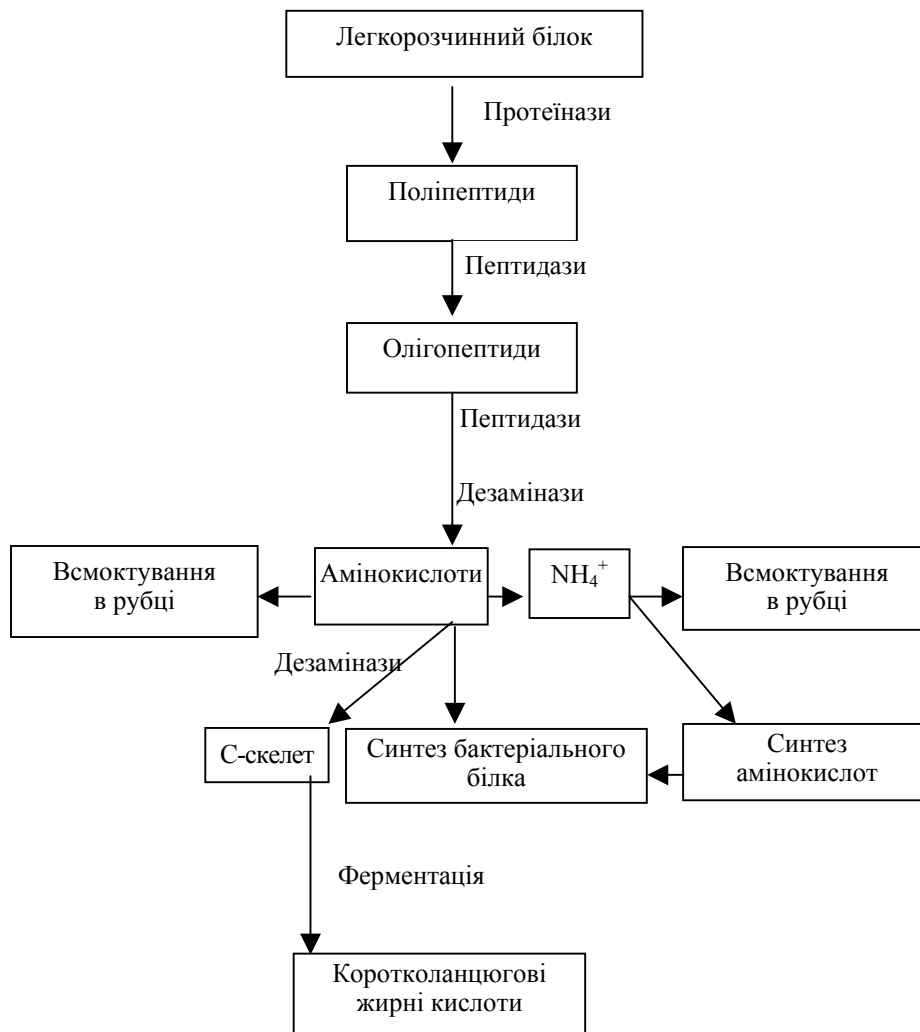 Легкорозчинний білок
Протеїнази
Поліпептиди
Пептидази
Олігопептиди
Пептидази
Дезамінази
Всмоктування
в рубці
Амінокислоти
NH₄⁺
Всмоктування
в рубці
Дезамінази
С-скелет
Синтез бактеріального
білка
Синтез
амінокислот
Ферментація
Коротколанцюгові
жирні кислоти